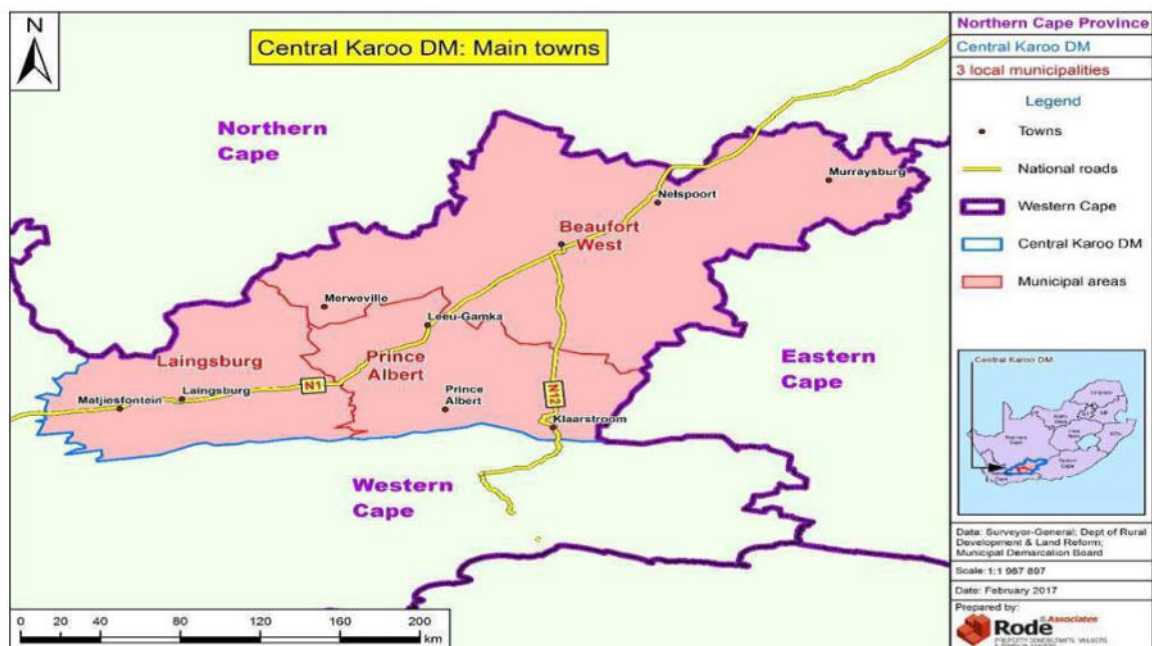 N
Central Karoo DM: Main towns
Northern
Cape
Murraysburg
Nelspoort
Beaufort
West
Merweville
Leeu-Gamka
Laingsburg
Prince
Albert
Eastern
Cape
N1
Laingsburg
Matjiesfontein
Prince
Albert
N12
Klaarstroom
Western
Cape
0 40 80 120 160 200
km
Northern Cape Province
Central Karoo DM
3 local municipalities
Legend
Towns
National roads
Western Cape
Central Karoo DM
Municipal areas
Central Karoo DM
Data: Surveyor-General; Dept of Rural
Development & Land Reform;
Municipal Demarcation Board
Scale: 1:1 987 897
Date: February 2017
Prepared by:
& Associates
Rode
PROPERTY CONSULTANTS, VALUERS